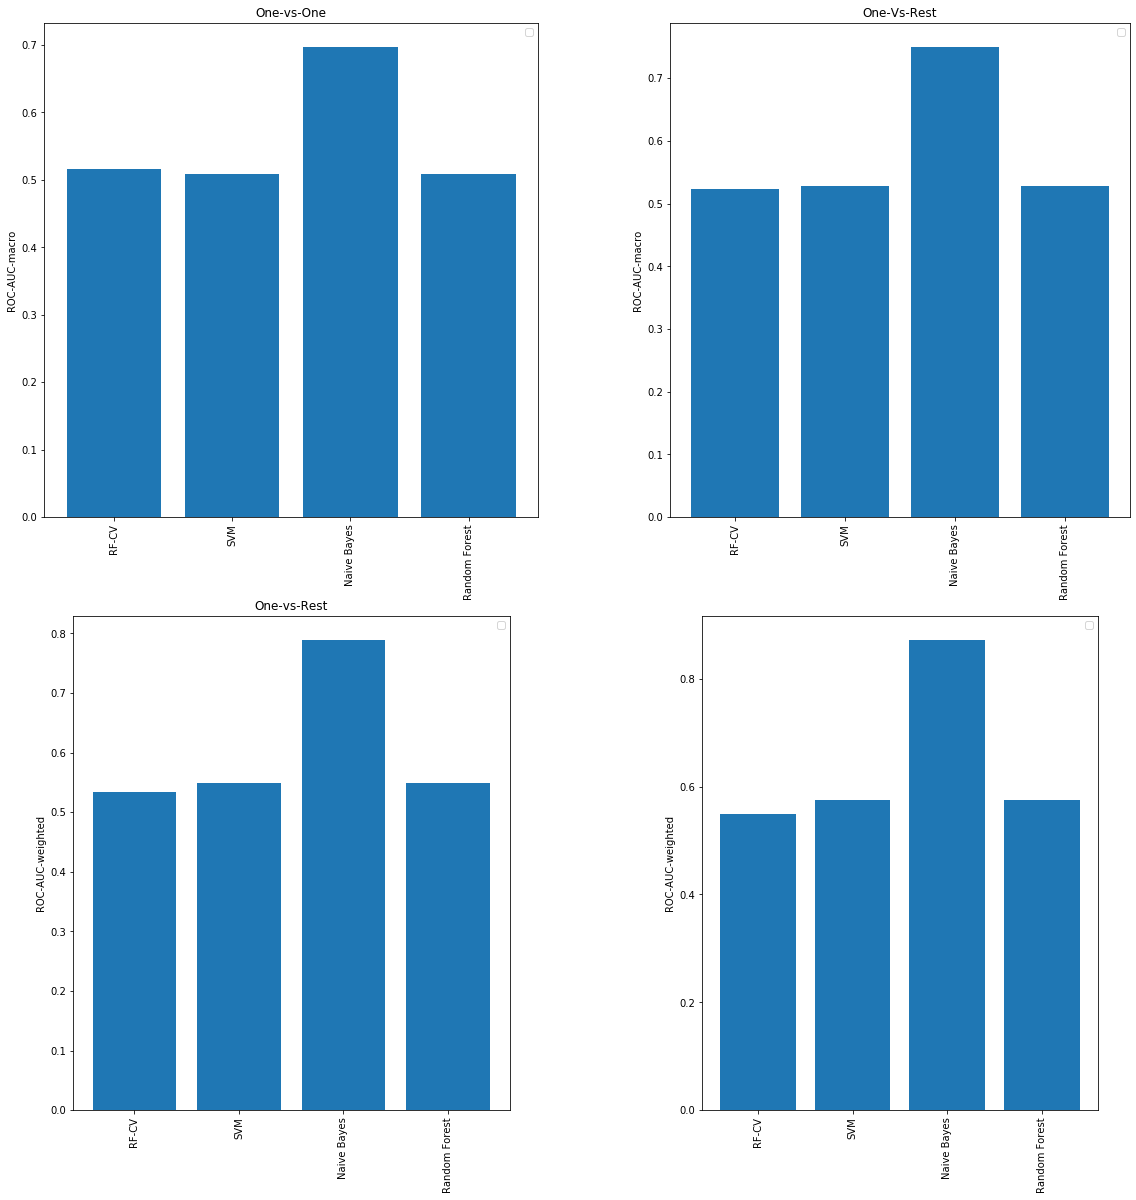 One-vs-One
ROC-AUC-macro
0.7
0.6
0.5
0.4
0.3
0.2
0.1
0.0
RF-CV
SVM
Naive Bayes
Random Forest
One-Vs-Rest
ROC-AUC-macro
0.7
0.6
0.5
0.4
0.3
0.2
0.1
0.0
RF-CV
SVM
Naive Bayes
Random Forest
One-vs-Rest
ROC-AUC-weighted
0.8
0.7
0.6
0.5
0.4
0.3
0.2
0.1
0.0
RF-CV
SVM
Naive Bayes
Random Forest
ROC-AUC-weighted
0.8
0.6
0.4
0.2
0.0
RF-CV
SVM
Naive Bayes
Random Forest